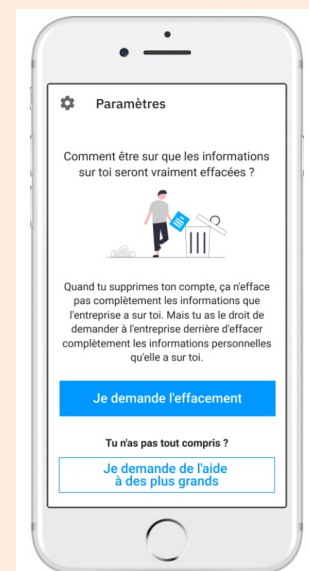 Paramètres
Comment être sur que les informations
sur toi seront vraiment effacées ?
Quand tu supprimes ton compte, ça n'efface
pas complètement les informations que
l'entreprise a sur toi. Mais tu as le droit de
demander à l'entreprise derrière d'effacer
complètement les informations personnelles
qu'elle a sur toi.
Je demande l'effacement
Tu n'as pas tout compris ?
Je demande de l'aide
à des plus grands